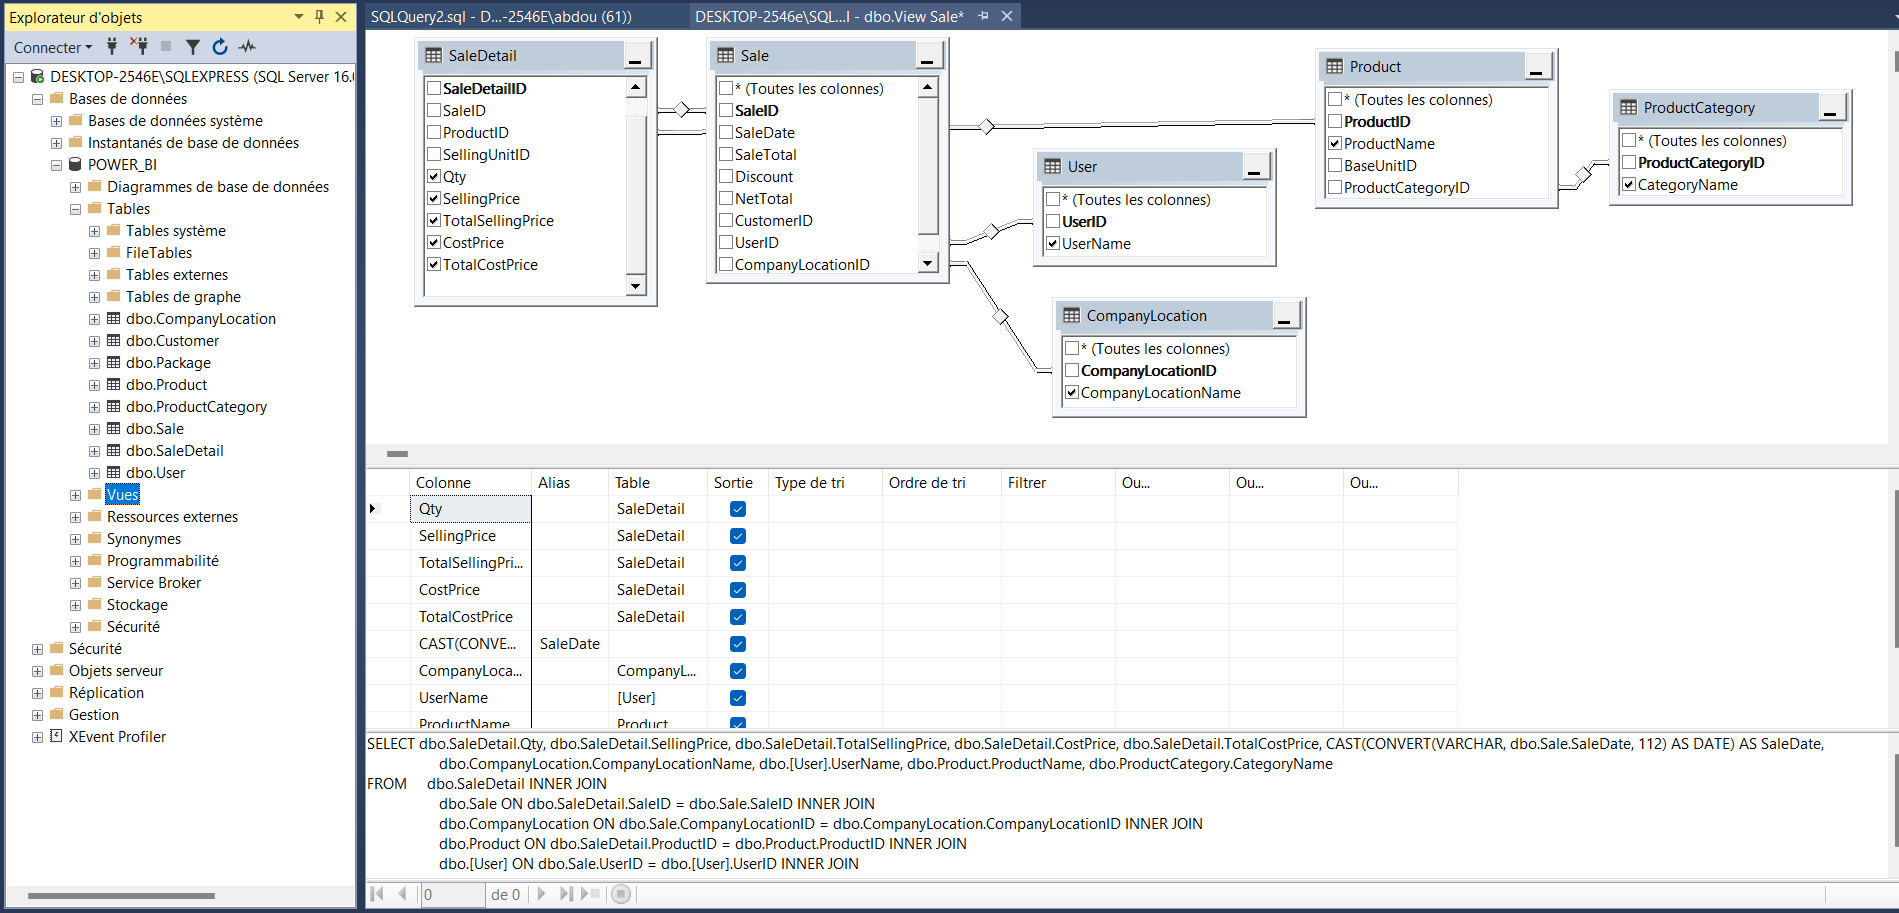 Explorateur d'objets
Connecter
DESKTOP-2546E\SQLEXPRESS (SQL Server 16.
Bases de données
Bases de données système
Instantanés de base de données
POWER_BI
Diagrammes de base de données
Tables
Tables système
FileTables
Tables externes
Tables de graphe
dbo.CompanyLocation
dbo.Customer
dbo.Package
dbo.Product
dbo.ProductCategory
dbo.Sale
dbo.SaleDetail
dbo.User
Vues
Ressources externes
Synonymes
Programmabilité
Service Broker
Stockage
Sécurité
Sécurité
Objets serveur
Réplication
Gestion
XEvent Profiler
SQLQuery2.sql - D...-2546E\abdou (61))
DESKTOP-2546e\SQL...I - dbo.View Sale*
SaleDetail
SaleDetailID
SaleID
ProductID
SellingUnitID
Qty
SellingPrice
TotalSellingPrice
CostPrice
TotalCostPrice
Sale
* (Toutes les colonnes)
SaleID
SaleDate
SaleTotal
Discount
NetTotal
CustomerID
UserID
CompanyLocationID
User
* (Toutes les colonnes)
UserID
UserName
CompanyLocation
* (Toutes les colonnes)
CompanyLocationID
CompanyLocationName
Product
* (Toutes les colonnes)
ProductID
ProductName
BaseUnitID
ProductCategoryID
ProductCategory
* (Toutes les colonnes)
ProductCategoryID
CategoryName
Colonne Alias Table Sortie Type de tri Ordre de tri Filtrer Ou... Ou... Ou...
Qty SaleDetail
SellingPrice SaleDetail
TotalSellingPri... SaleDetail
CostPrice SaleDetail
TotalCostPrice SaleDetail
CAST(CONVE... SaleDate
CompanyLoca... CompanyL...
UserName [User]
ProductName Product
SELECT dbo.SaleDetail.Qty, dbo.SaleDetail.SellingPrice, dbo.SaleDetail.TotalSellingPrice, dbo.SaleDetail.CostPrice, dbo.SaleDetail.TotalCostPrice, CAST(CONVERT(VARCHAR, dbo.Sale.SaleDate, 112) AS DATE) AS SaleDate,
dbo.CompanyLocation.CompanyLocationName, dbo.[User].UserName, dbo.Product.ProductName, dbo.ProductCategory.CategoryName
FROM dbo.SaleDetail INNER JOIN
dbo.Sale ON dbo.SaleDetail.SaleID = dbo.Sale.SaleID INNER JOIN
dbo.CompanyLocation ON dbo.Sale.CompanyLocationID = dbo.CompanyLocation.CompanyLocationID INNER JOIN
dbo.Product ON dbo.SaleDetail.ProductID = dbo.Product.ProductID INNER JOIN
dbo.[User] ON dbo.Sale.UserID = dbo.[User].UserID INNER JOIN
0 de 0